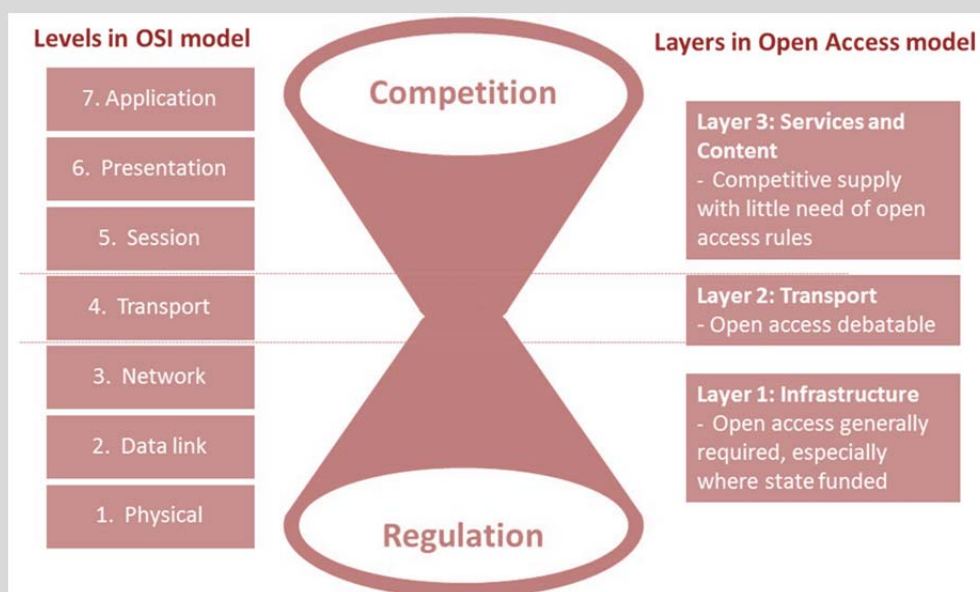 Levels in OSI model
7. Application
6. Presentation
5. Session
4. Transport
3. Network
2. Data link
1. Physical
Competition
Regulation
Layers in Open Access model
Layer 3: Services and
Content
- Competitive supply
with little need of open
access rules
Layer 2: Transport
- Open access debatable
Layer 1: Infrastructure
- Open access generally
required, especially
where state funded